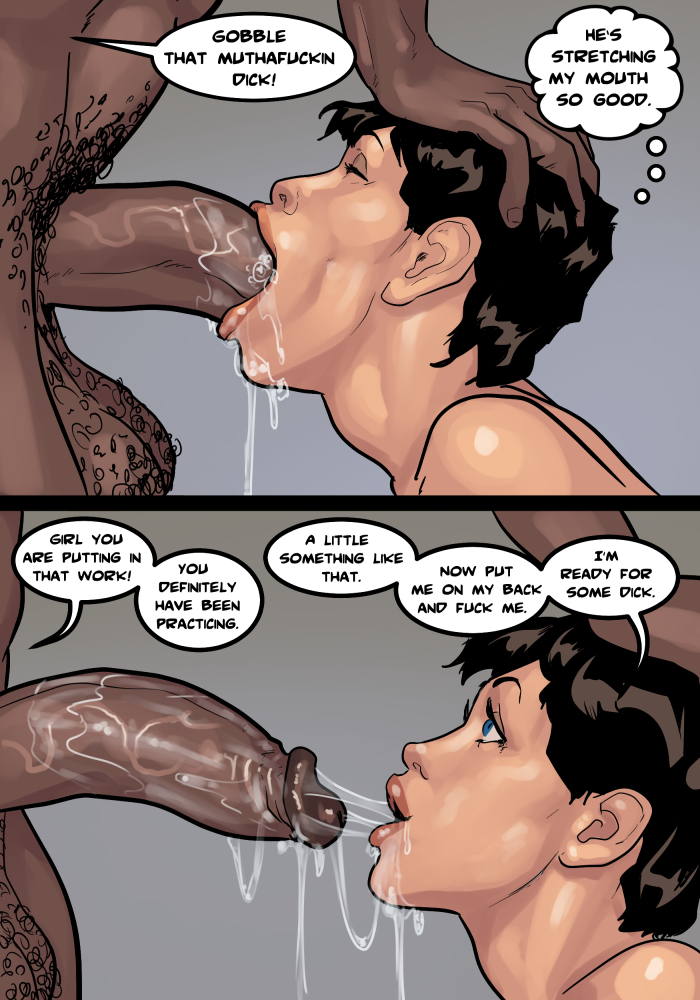 GOBBLE
THAT MUTHAFUCKIN
DICK!
HE'S
STRETCHING
MY MOUTH
SO GOOD.
GIRL YOU
ARE PUTTING IN
THAT WORK!
YOU
DEFINITELY
HAVE BEEN
PRACTICING.
A LITTLE
SOMETHING LIKE
THAT.
NOW PUT
ME ON MY BACK
AND FUCK ME.
I'M
READY FOR
SOME DICK.